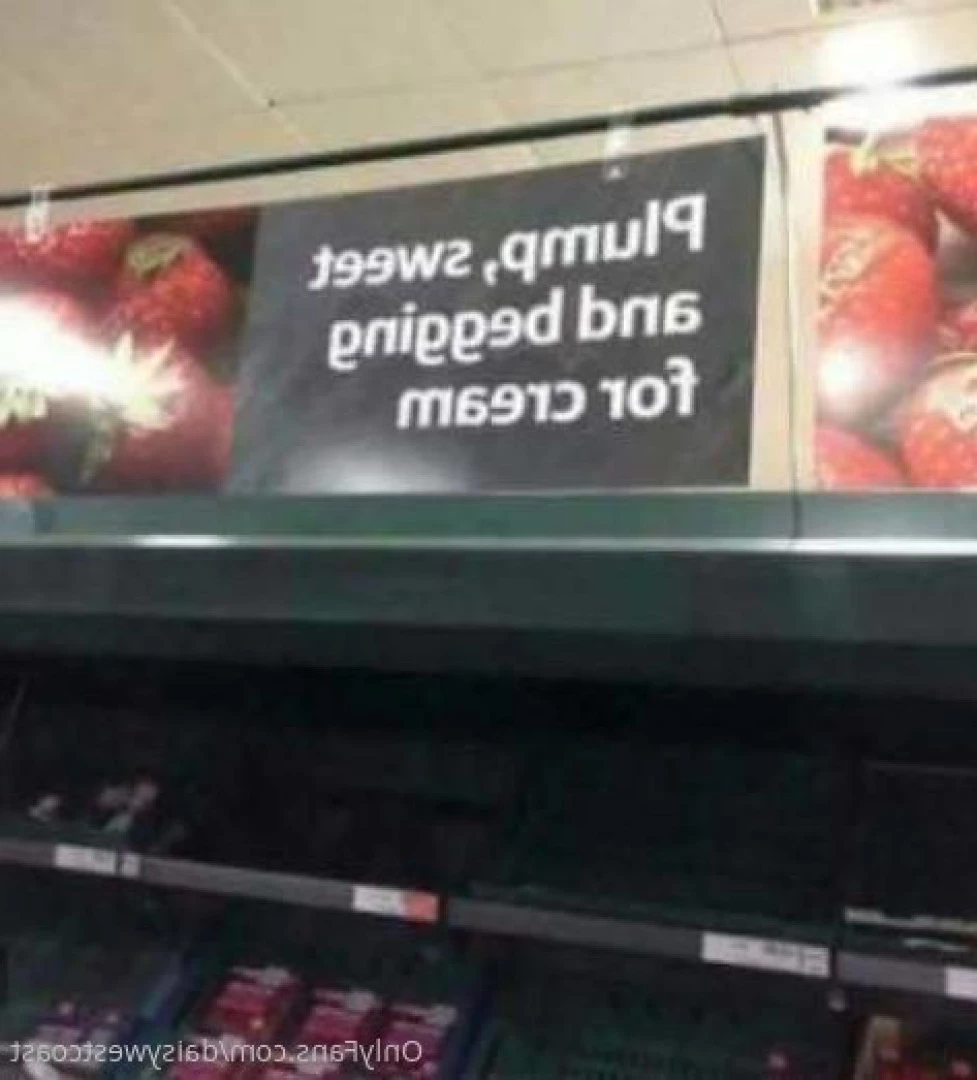 Plump, sweet
and begging
for cream
OnlyFans.com/daisywestcoast